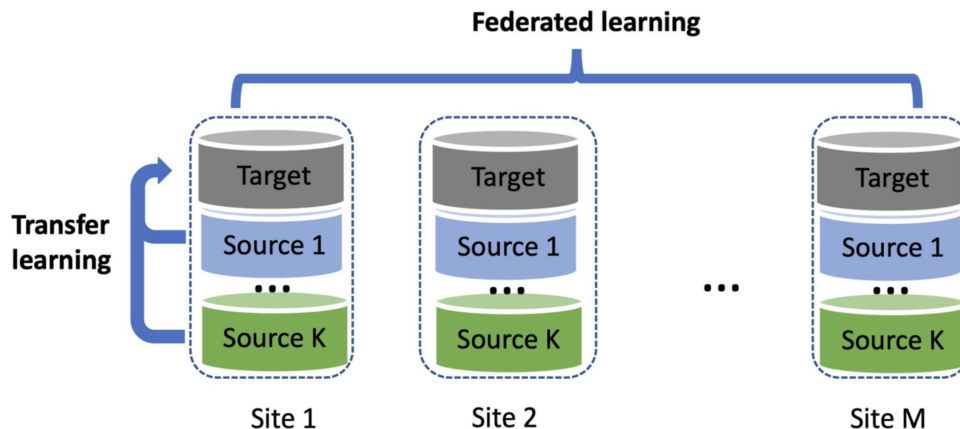 Federated learning
Transfer
learning
Target
Source 1
...
Source K
Site 1
Target
Source 1
...
Source K
Site 2
...
Target
Source 1
...
Source K
Site M